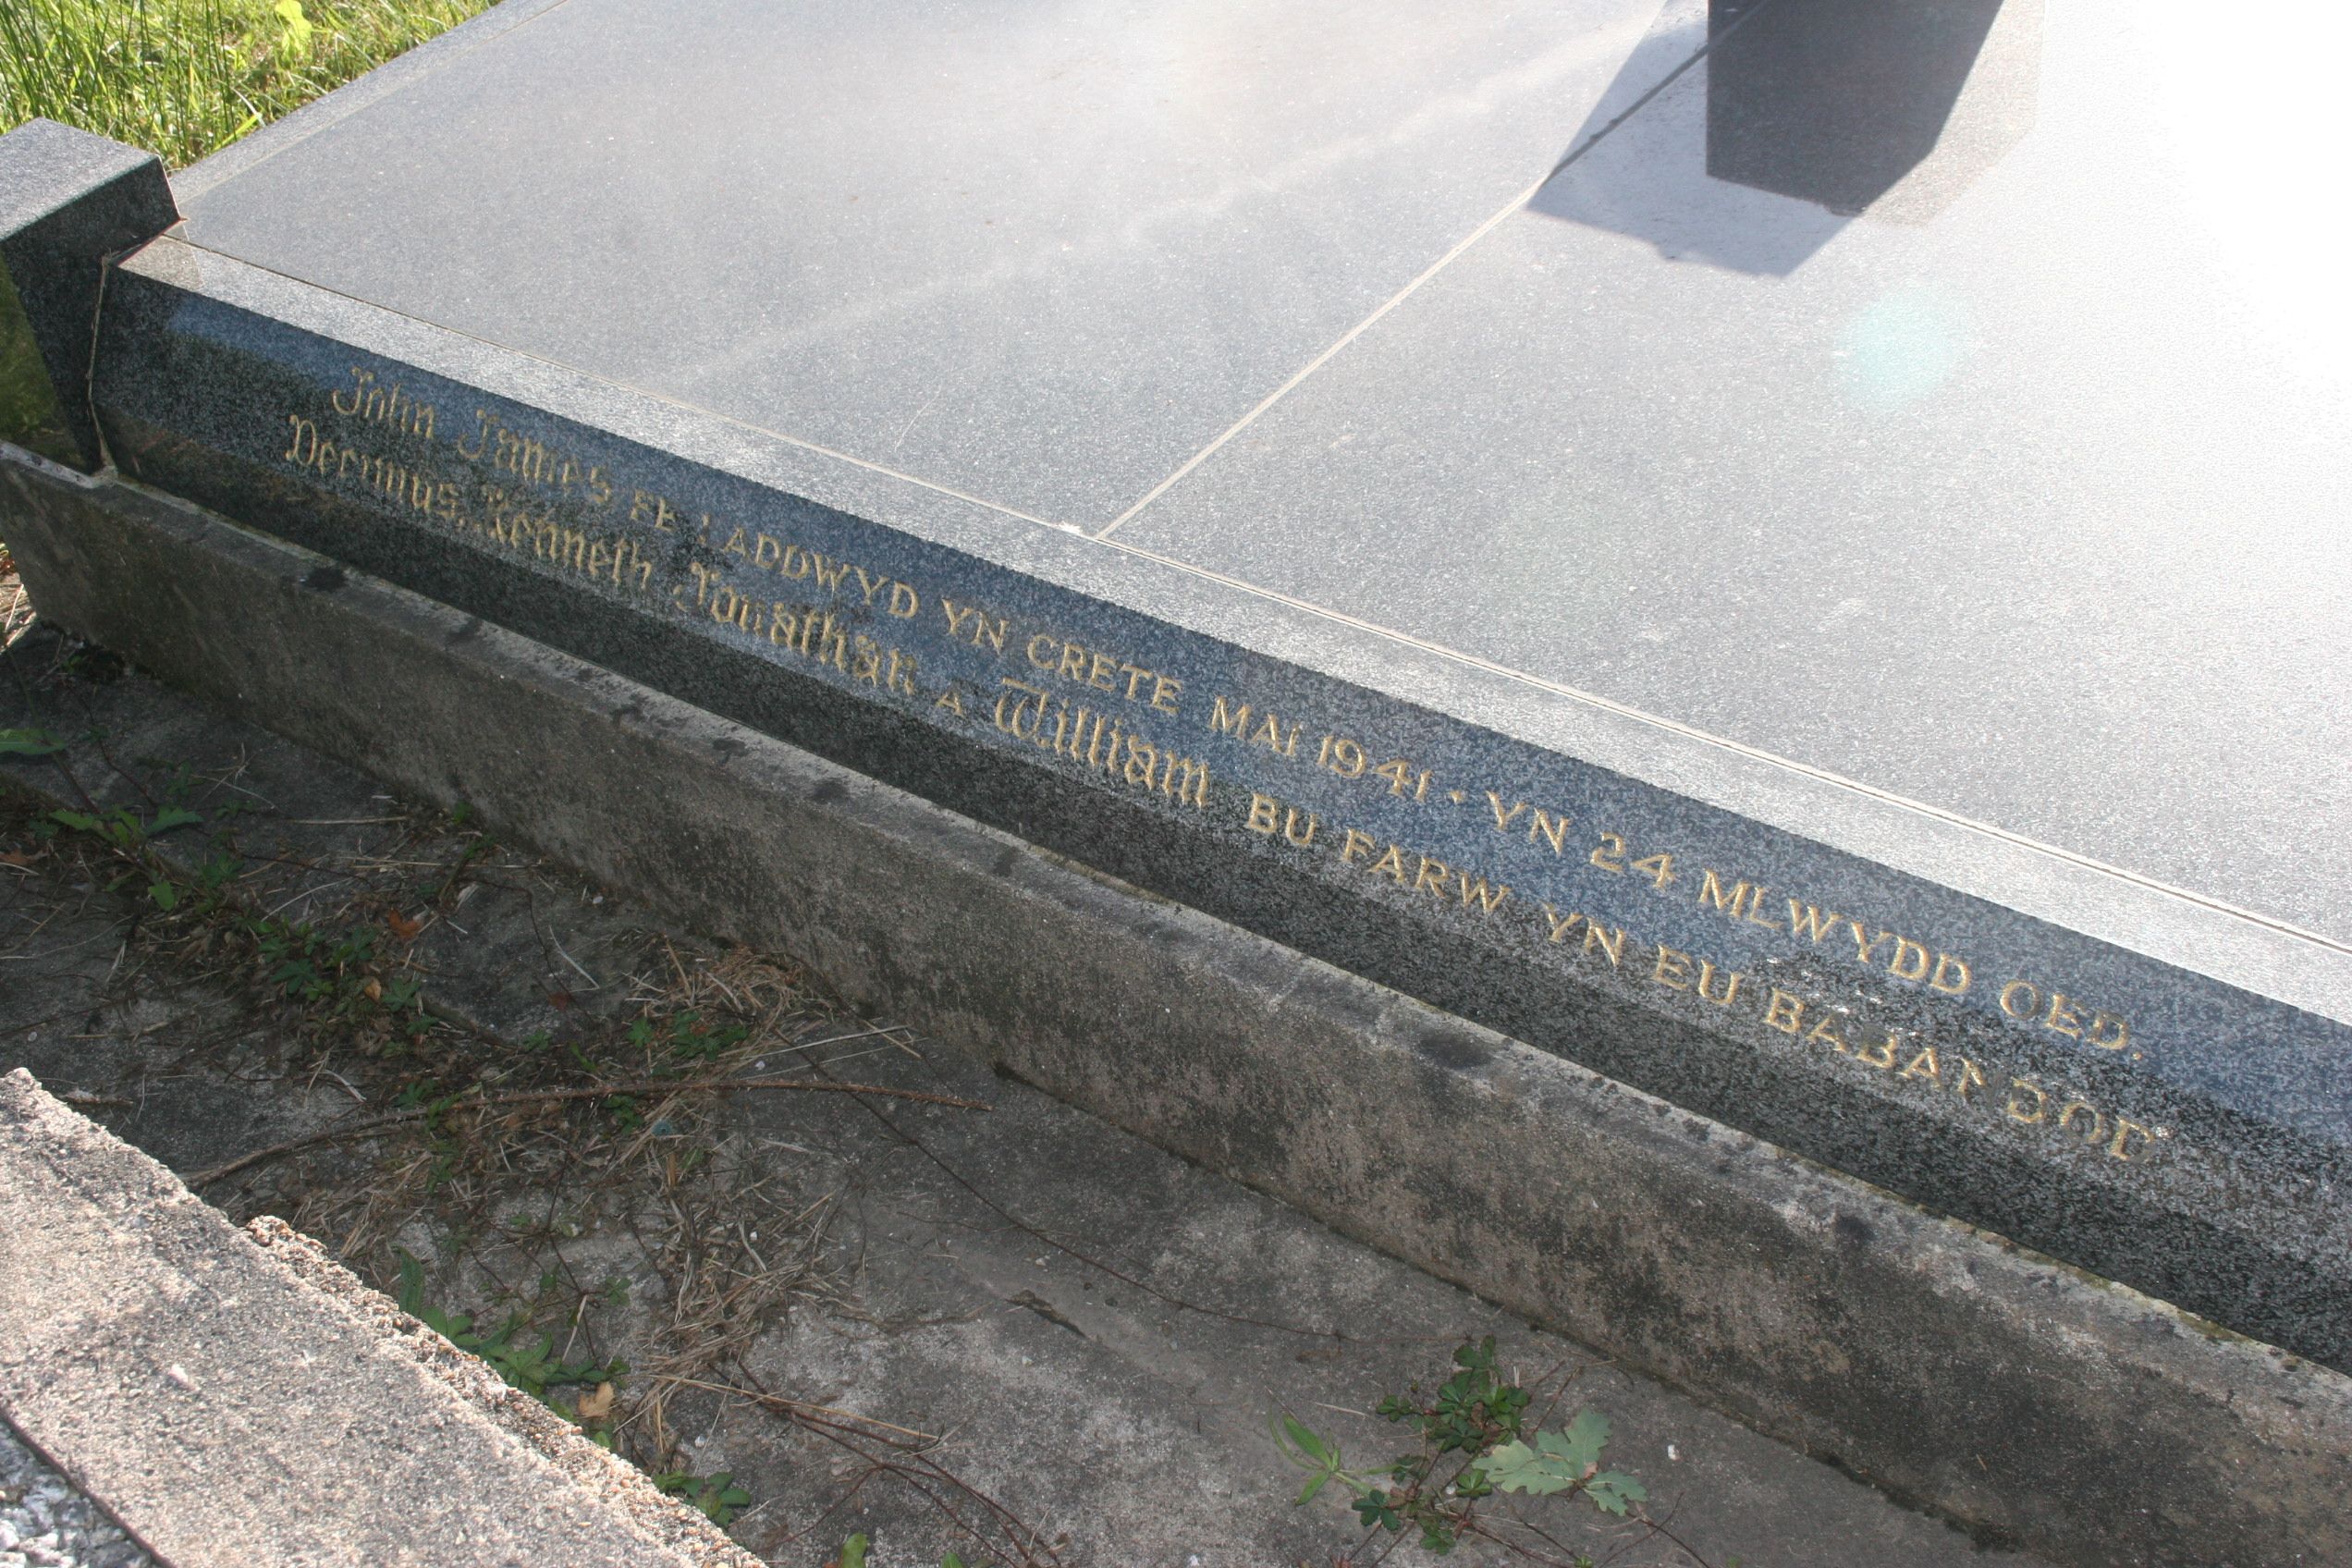 John James EF LADDWYD YN CRETE MAI 1941 · YN 24 MLWYDD OED.
Decimus, Kenneth Jonathan A William BU FARW YN EU BABANDOD